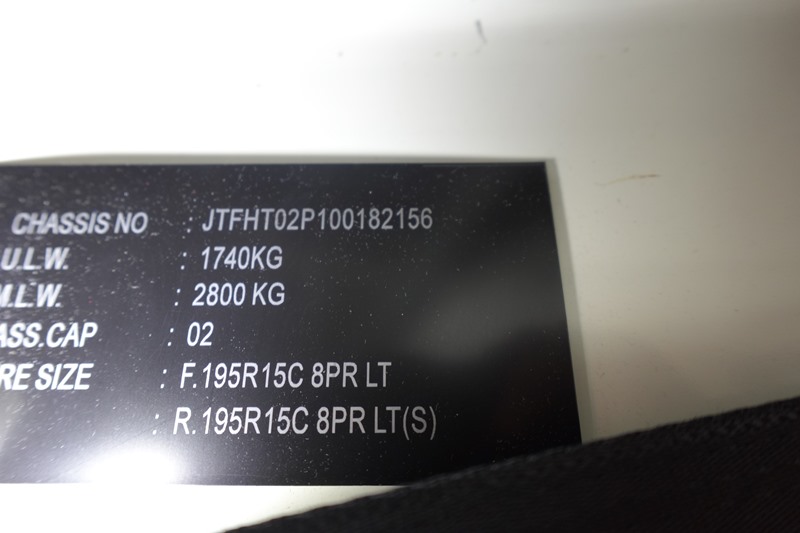 CHASSIS NO : JTFHT02P100182156
U.L.W. : 1740KG
M.L.W. : 2800 KG
ASS.CAP : 02
RE SIZE : F.195R15C 8PR LT
: R.195R15C 8PR LT(S)